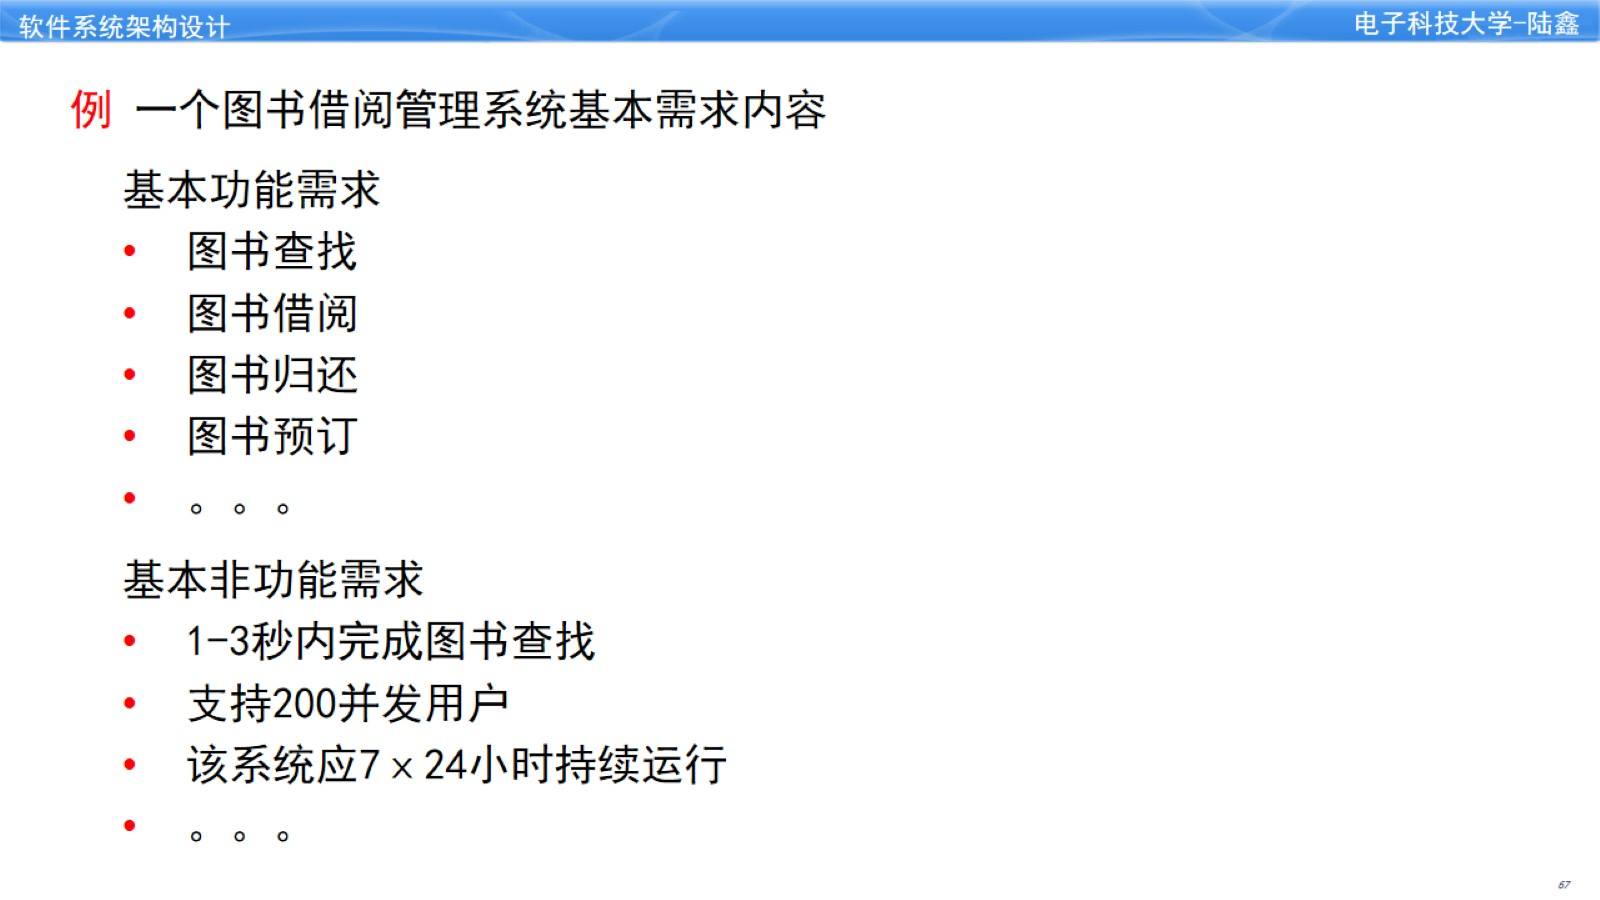 软件系统架构设计
电子科技大学-陆鑫
例 一个图书借阅管理系统基本需求内容
基本功能需求
• 图书查找
• 图书借阅
• 图书归还
• 图书预订
• 。。。
基本非功能需求
• 1-3秒内完成图书查找
• 支持200并发用户
• 该系统应7×24小时持续运行
• 。。。
67